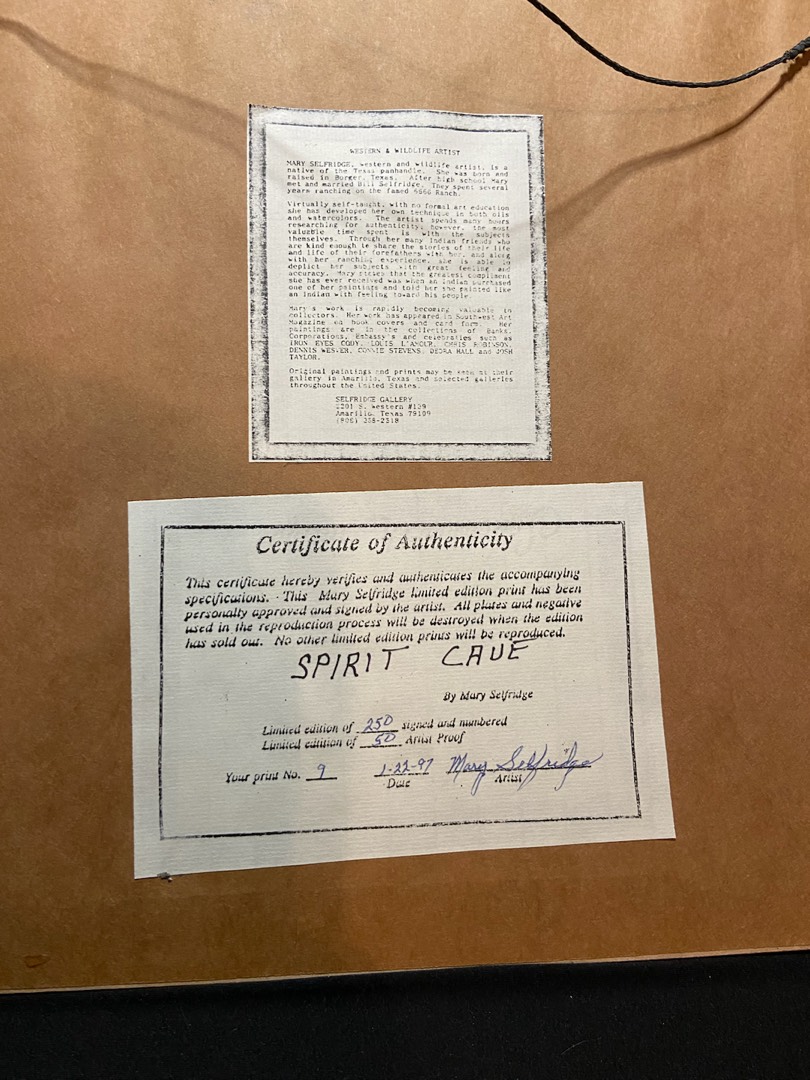 WESTERN & WILDLIFE ARTIST
MARY SELFRIDGE, western and wildlife artist, is a
native of the Texas panhandle. She was born and
raised in Borger, Texas. After high school Mary
met and married Bill Selfridge. They spent several
years ranching on the famed 6666 Ranch.
Virtually self-taught, with no formal art education
she has developed her own technique in both oils
and watercolors. The artist spends many hours
researching for authenticity, however, the most
valuable time spent is with the subjects
themselves. Through her many Indian friends who
are kind enough to share the stories of their life
and life of their forefathers with her, and along
with her ranching experience, she is able to
depict her subjects with great feeling and
accuracy. Mary states that the greatest compliment
she has ever received was when an Indian purchased
one of her paintings and told her she painted like
an Indian with feeling toward his people.
Mary's work is rapidly becoming valuable to
collectors. Her work has appeared in Southwest Art
Magazine on book covers and card form. Her
paintings are in the collections of Banks,
Corporations, Embassy's and celebrities such as
IRON EYES CODY, LOUIS L'AMOUR, CHRIS ROBINSON,
DENNIS WEAVER, CONNIE STEVENS, DEDRA HALL and JOSH
TAYLOR.
Original paintings and prints may be seen at their
gallery in Amarillo, Texas and selected galleries
throughout the United States.
SELFRIDGE GALLERY
2201 S. Western #139
Amarillo, Texas 79109
Certificate of Authenticity
This certificate hereby verifies and authenticates the accompanying
specifications. This Mary Selfridge limited edition print has been
personally approved and signed by the artist. All plates and negative
used in the reproduction process will be destroyed when the edition
has sold out. No other limited edition prints will be reproduced.
SPIRIT CAVE
By Mary Selfridge
Limited edition of 250 signed and numbered
Limited edition of 50 Artist Proof
Your print No. 9 1-22-97 Mary Selfridge
Date Artist